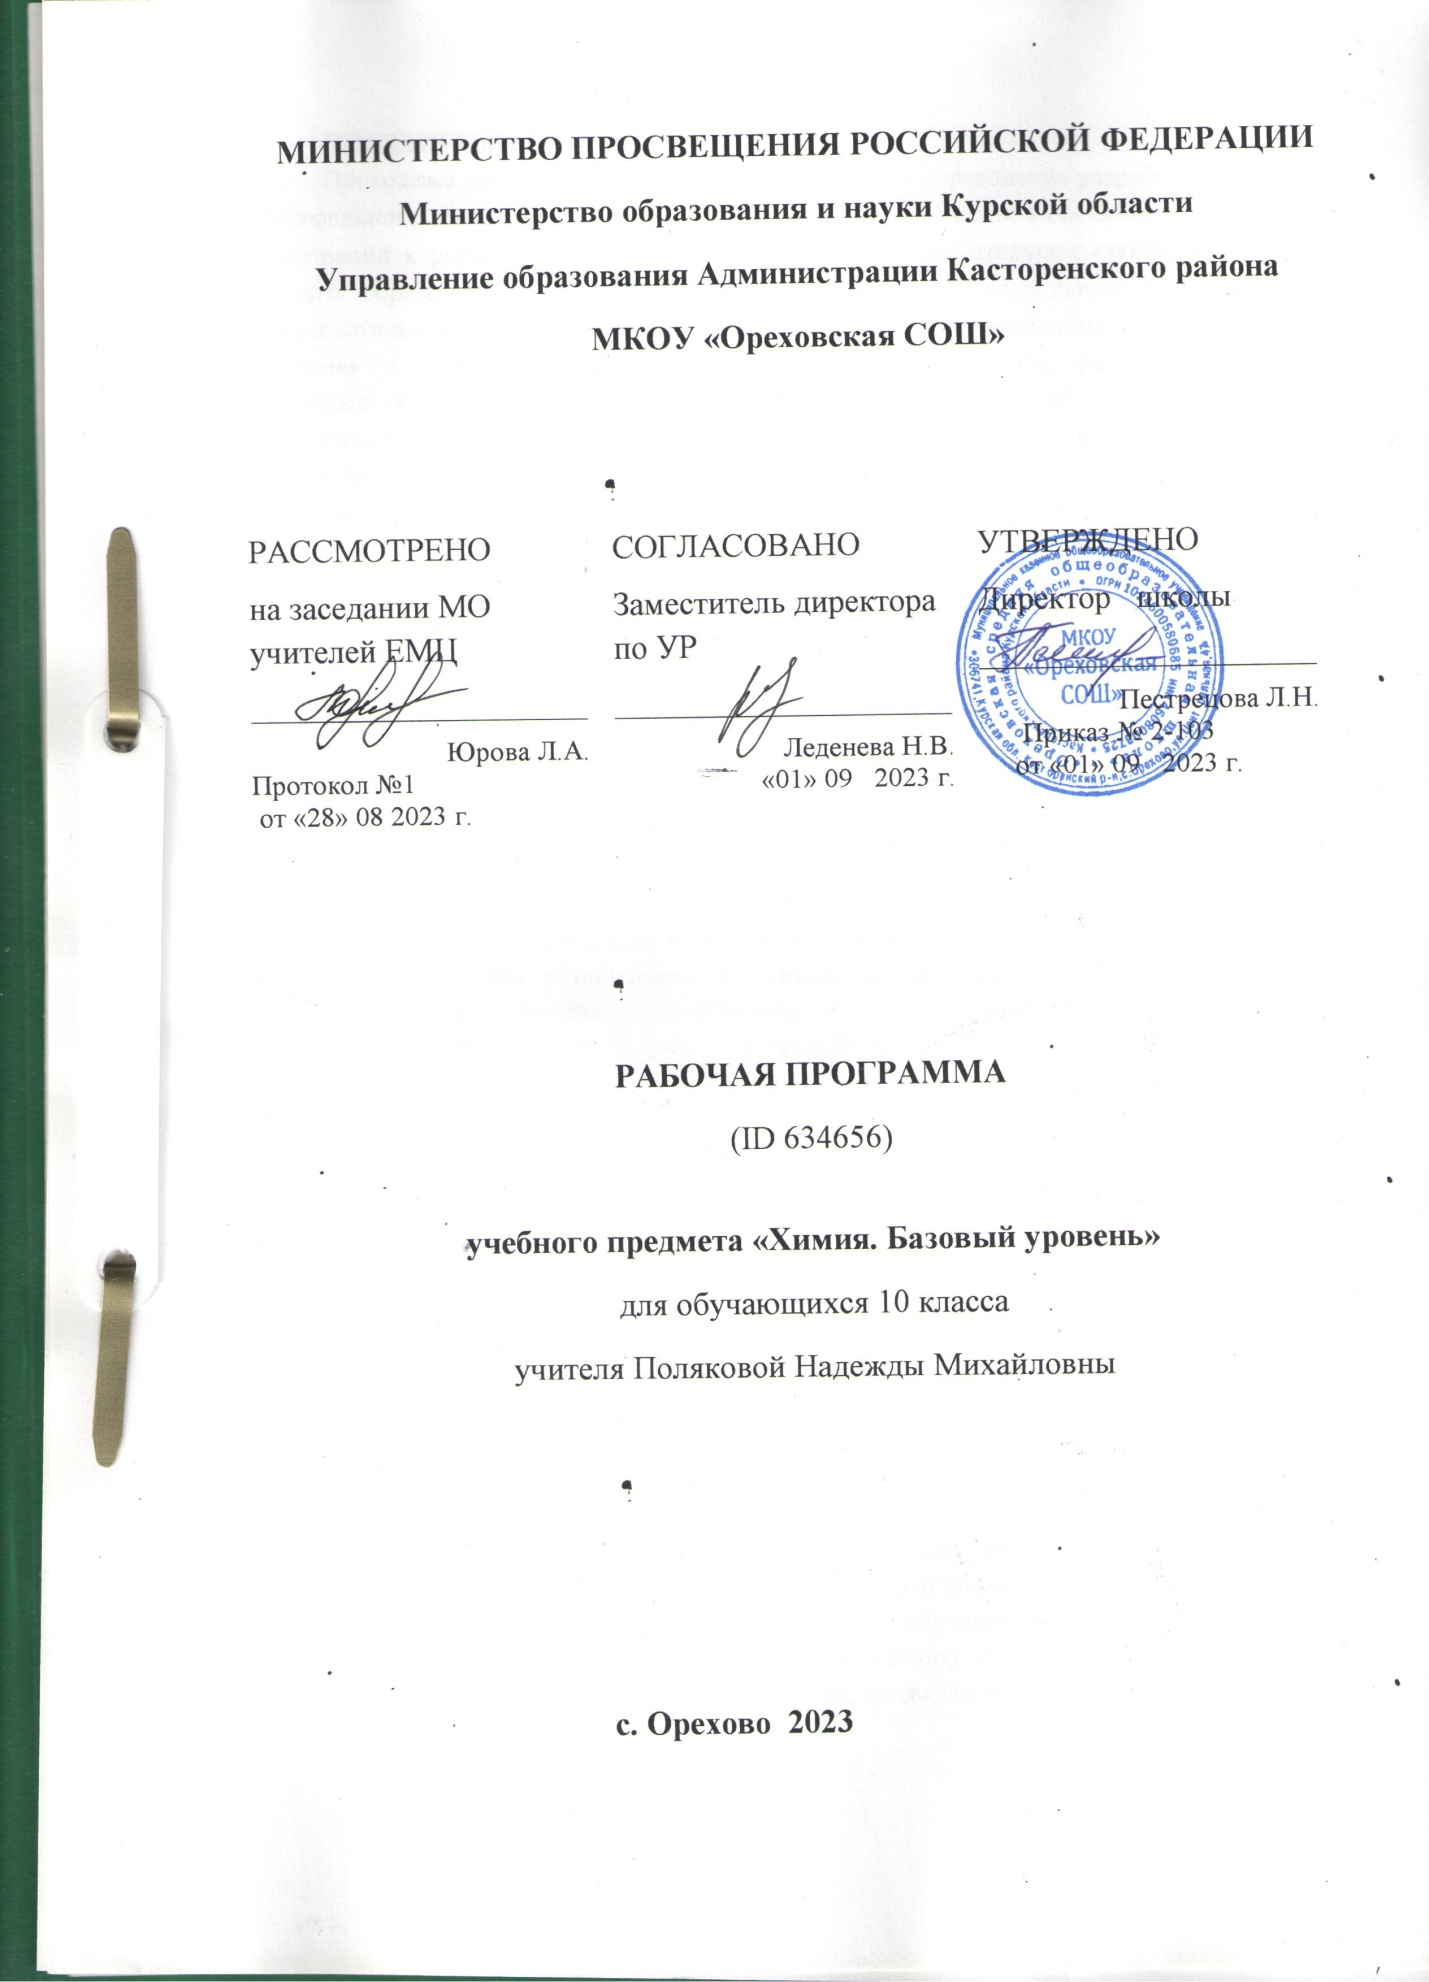 МИНИСТЕРСТВО ПРОСВЕЩЕНИЯ РОССИЙСКОЙ ФЕДЕРАЦИИ
Министерство образования и науки Курской области
Управление образования Администрации Касторенского района
МКОУ «Ореховская СОШ»
РАССМОТРЕНО
на заседании МО
учителей ЕМЦ
Юрова Л.А.
Протокол №1
от «28» 08 2023 г.
СОГЛАСОВАНО
Заместитель директора
по УР
Леденева Н.В.
«01» 09 2023 г.
УТВЕРЖДЕНО
Директор школы
Пестрецова Л.Н.
Приказ № 2-103
от «01» 09 2023 г.
МКОУ
«Ореховская
СОШ»
РАБОЧАЯ ПРОГРАММА
(ID 634656)
учебного предмета «Химия. Базовый уровень»
для обучающихся 10 класса
учителя Поляковой Надежды Михайловны
с. Орехово 2023